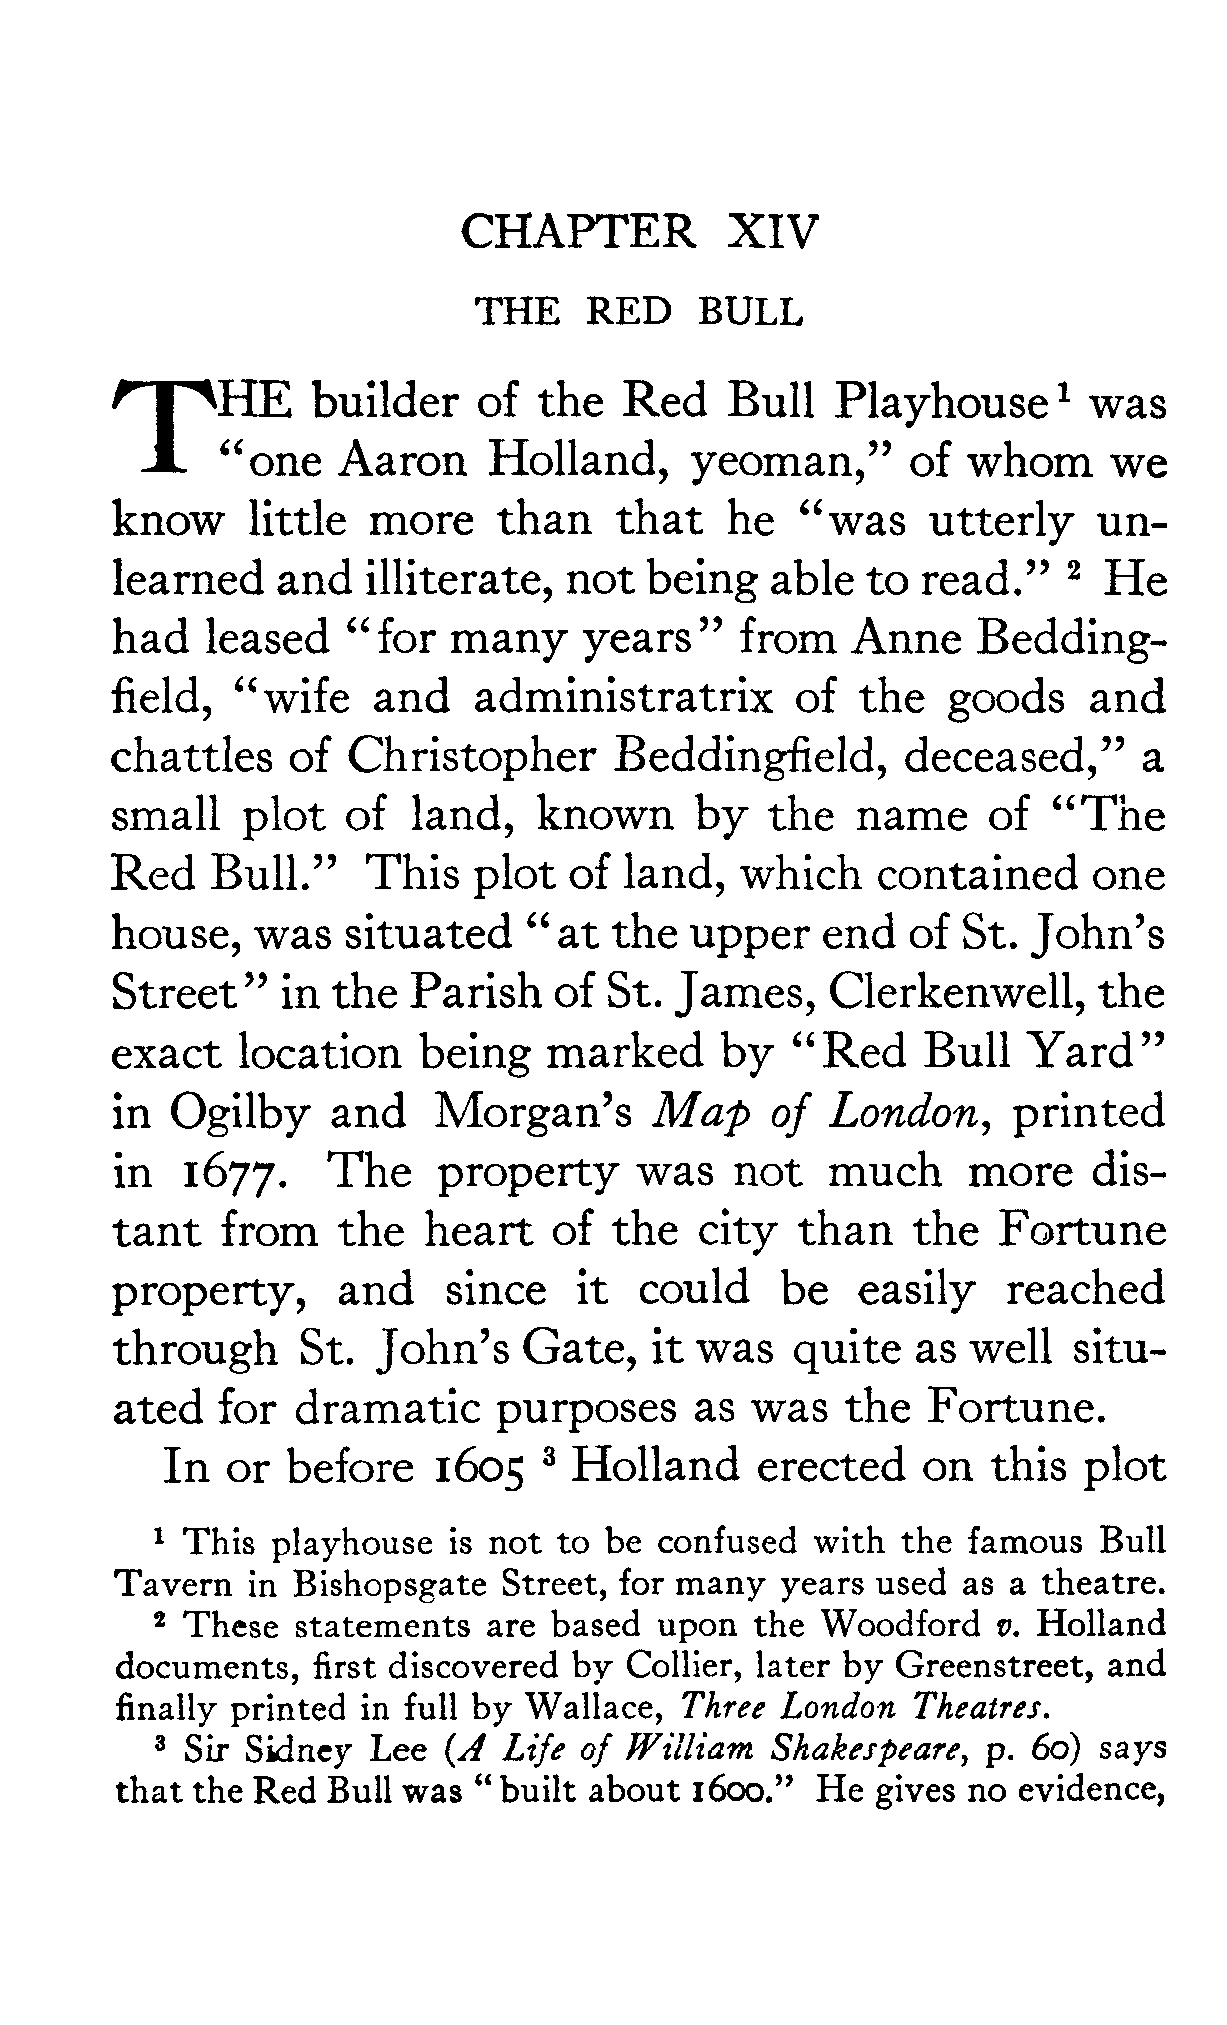 CHAPTER XIV
THE RED BULL
THE builder of the Red Bull Playhouse¹ was
“one Aaron Holland, yeoman,” of whom we
know little more than that he “was utterly un-
learned and illiterate, not being able to read.” ² He
had leased “for many years” from Anne Bedding-
field, “wife and administratrix of the goods and
chattles of Christopher Beddingfield, deceased,” a
small plot of land, known by the name of “The
Red Bull.” This plot of land, which contained one
house, was situated “at the upper end of St. John’s
Street” in the Parish of St. James, Clerkenwell, the
exact location being marked by “Red Bull Yard”
in Ogilby and Morgan’s Map of London, printed
in 1677. The property was not much more dis-
tant from the heart of the city than the Fortune
property, and since it could be easily reached
through St. John’s Gate, it was quite as well situ-
ated for dramatic purposes as was the Fortune.
In or before 1605 ³ Holland erected on this plot
¹ This playhouse is not to be confused with the famous Bull
Tavern in Bishopsgate Street, for many years used as a theatre.
² These statements are based upon the Woodford v. Holland
documents, first discovered by Collier, later by Greenstreet, and
finally printed in full by Wallace, Three London Theatres.
³ Sir Sidney Lee (A Life of William Shakespeare, p. 60) says
that the Red Bull was “built about 1600.” He gives no evidence,